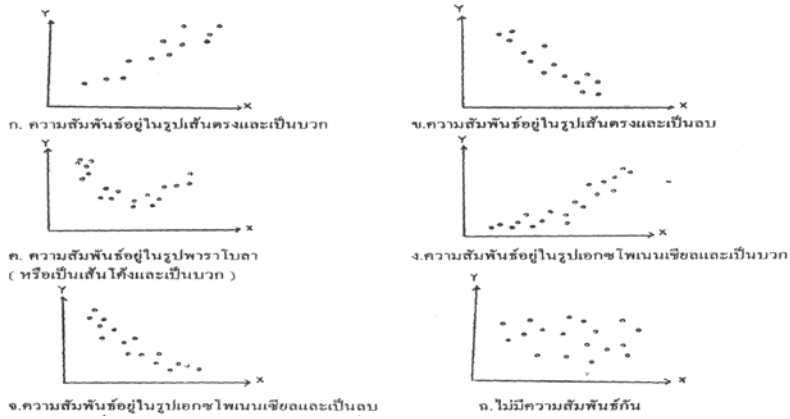 Y
Y
X
X
ก. ความสัมพันธ์อยู่ในรูปเส้นตรงและเป็นบวก
ข.ความสัมพันธ์อยู่ในรูปเส้นตรงและเป็นลบ
Y
Y
X
X
ค. ความสัมพันธ์อยู่ในรูปพาราโบลา
( หรือเป็นเส้นโค้งและเป็นบวก )
ง.ความสัมพันธ์อยู่ในรูปเอกซโพเนนเชียลและเป็นบวก
Y
Y
X
X
จ.ความสัมพันธ์อยู่ในรูปเอกซโพเนนเชียลและเป็นลบ
ฉ.ไม่มีความสัมพันธ์กัน